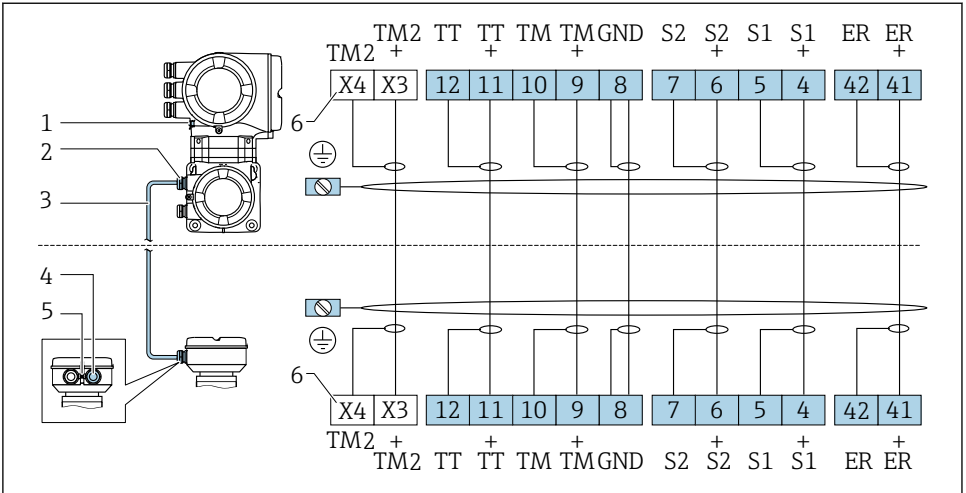 TM2 TT TT TM TM GND S2 S2 S1 S1 ER ER
TM2 + + + + + +
X4 X3 12 11 10 9 8 7 6 5 4 42 41
6
1
2
3
4
5
6
X4 X3 12 11 10 9 8 7 6 5 4 42 41
TM2 + + + + + +
TM2 TT TT TM TM GND S2 S2 S1 S1 ER ER